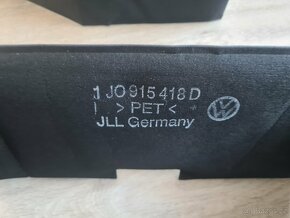 1J0 915 418 D
> PET <
JLL Germany